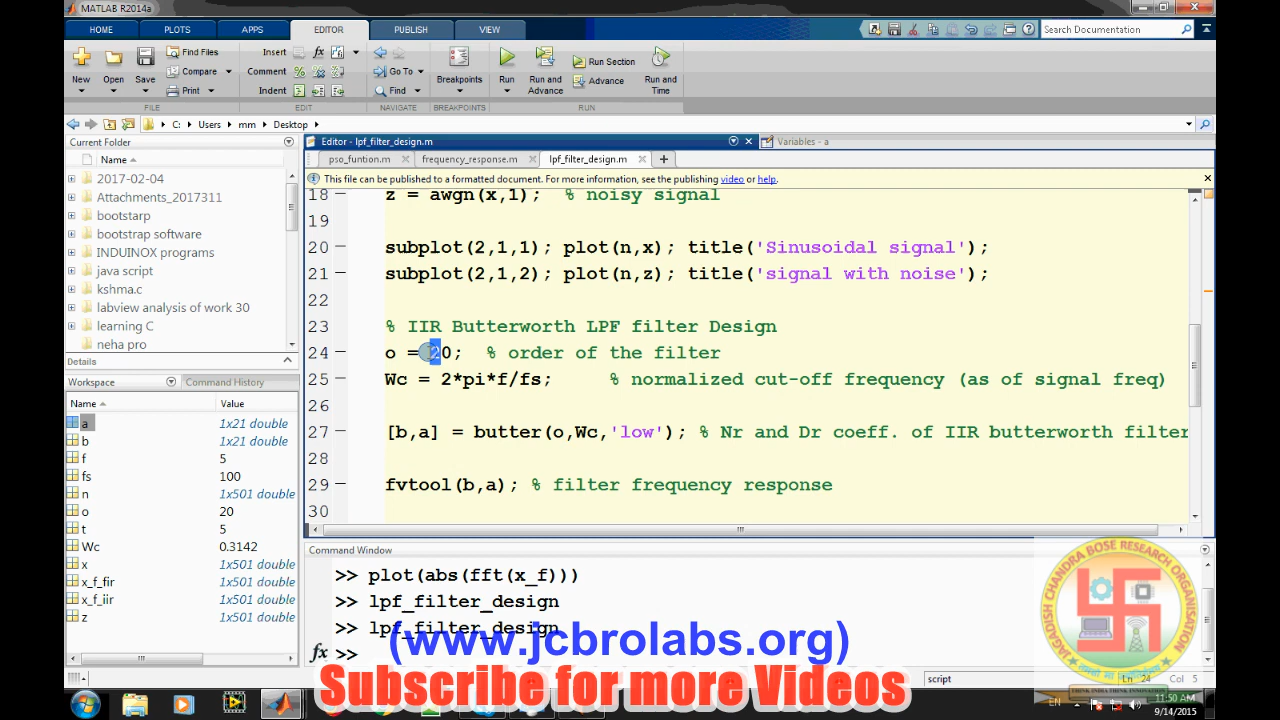 MATLAB R2014a
HOME PLOTS APPS EDITOR PUBLISH VIEW
Search Documentation
New Open Save Find Files Compare Print Insert Comment Indent fx Go To Find Breakpoints Run Run and Advance Run Section Advance Run and Time
FILE EDIT NAVIGATE BREAKPOINTS RUN
C: Users mm Desktop
Current Folder
Name
2017-02-04
Attachments_2017311
bootstarp
bootstrap software
INDUINOX programs
java script
kshma.c
labview analysis of work 30
learning C
neha pro
Details
Workspace Command History
Name Value
a 1x21 double
b 1x21 double
f 5
fs 100
n 1x501 double
o 20
t 5
Wc 0.3142
x 1x501 double
x_f_fir 1x501 double
x_f_iir 1x501 double
z 1x501 double
Editor - lpf_filter_design.m Variables - a
pso_funtion.m frequency_response.m lpf_filter_design.m
This file can be published to a formatted document. For more information, see the publishing video or help.
18 z = awgn(x,1); % noisy signal
19
20 subplot(2,1,1); plot(n,x); title('Sinusoidal signal');
21 subplot(2,1,2); plot(n,z); title('signal with noise');
22
23 % IIR Butterworth LPF filter Design
24 o = 20; % order of the filter
25 Wc = 2*pi*f/fs; % normalized cut-off frequency (as of signal freq)
26
27 [b,a] = butter(o,Wc,'low'); % Nr and Dr coeff. of IIR butterworth filter
28
29 fvtool(b,a); % filter frequency response
30
Command Window
>> plot(abs(fft(x_f)))
>> lpf_filter_design
>> lpf_filter_design
fx >>
(www.jcbrolabs.org)
Subscribe for more Videos
JAGADISH CHANDRA BOSE RESEARCH ORGANISATION
THINK INDIA THINK INNOVATION
script Ln 24 Col 5
EN 11:50 AM
9/14/2015